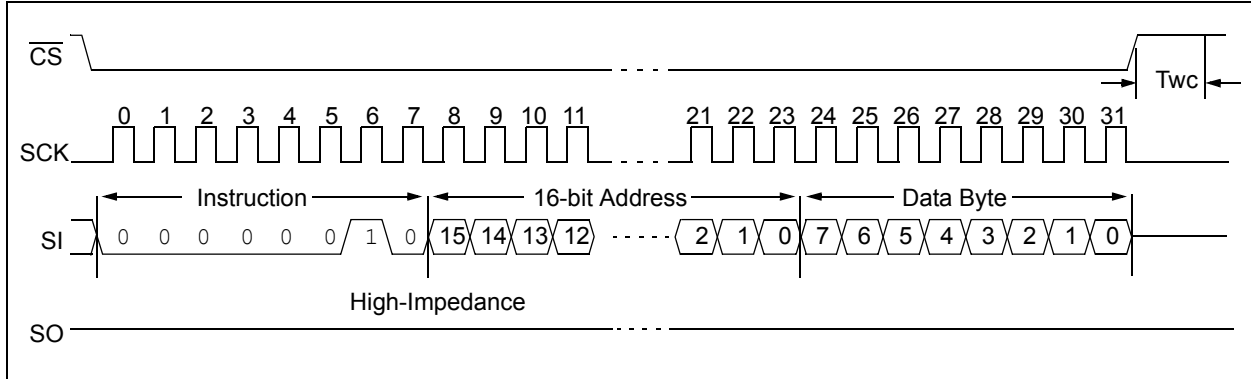 CS
Twc
0 1 2 3 4 5 6 7 8 9 10 11 21 22 23 24 25 26 27 28 29 30 31
SCK
Instruction 16-bit Address Data Byte
SI 0 0 0 0 0 0 1 0 15 14 13 12 2 1 0 7 6 5 4 3 2 1 0
High-Impedance
SO